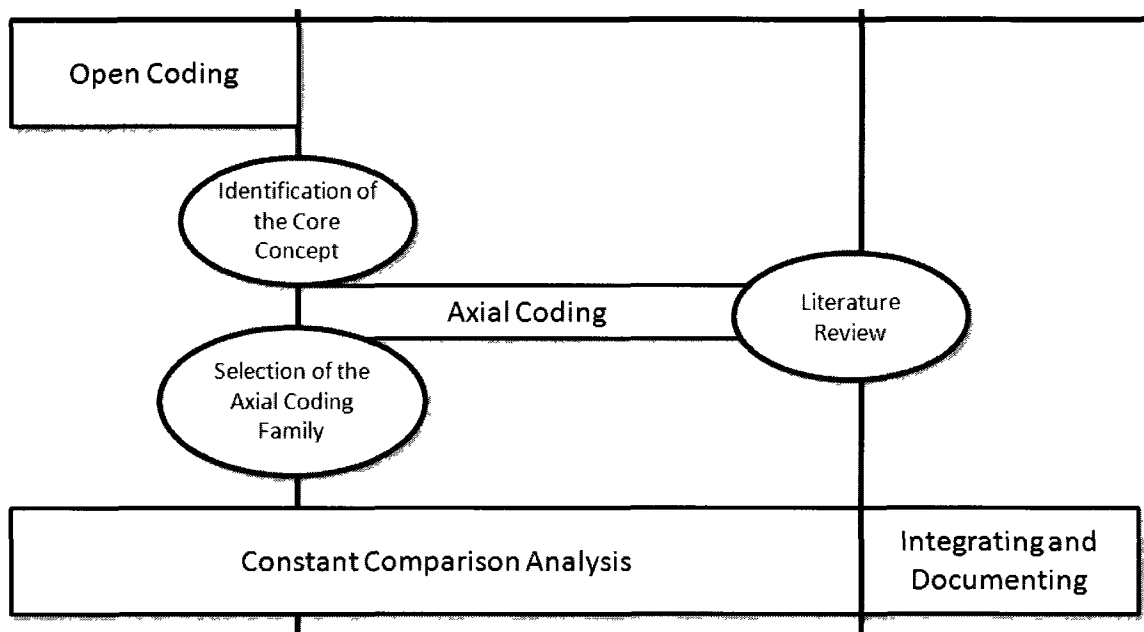 Open Coding
Identification of
the Core
Concept
Axial Coding
Literature
Review
Selection of the
Axial Coding
Family
Constant Comparison Analysis
Integrating and
Documenting